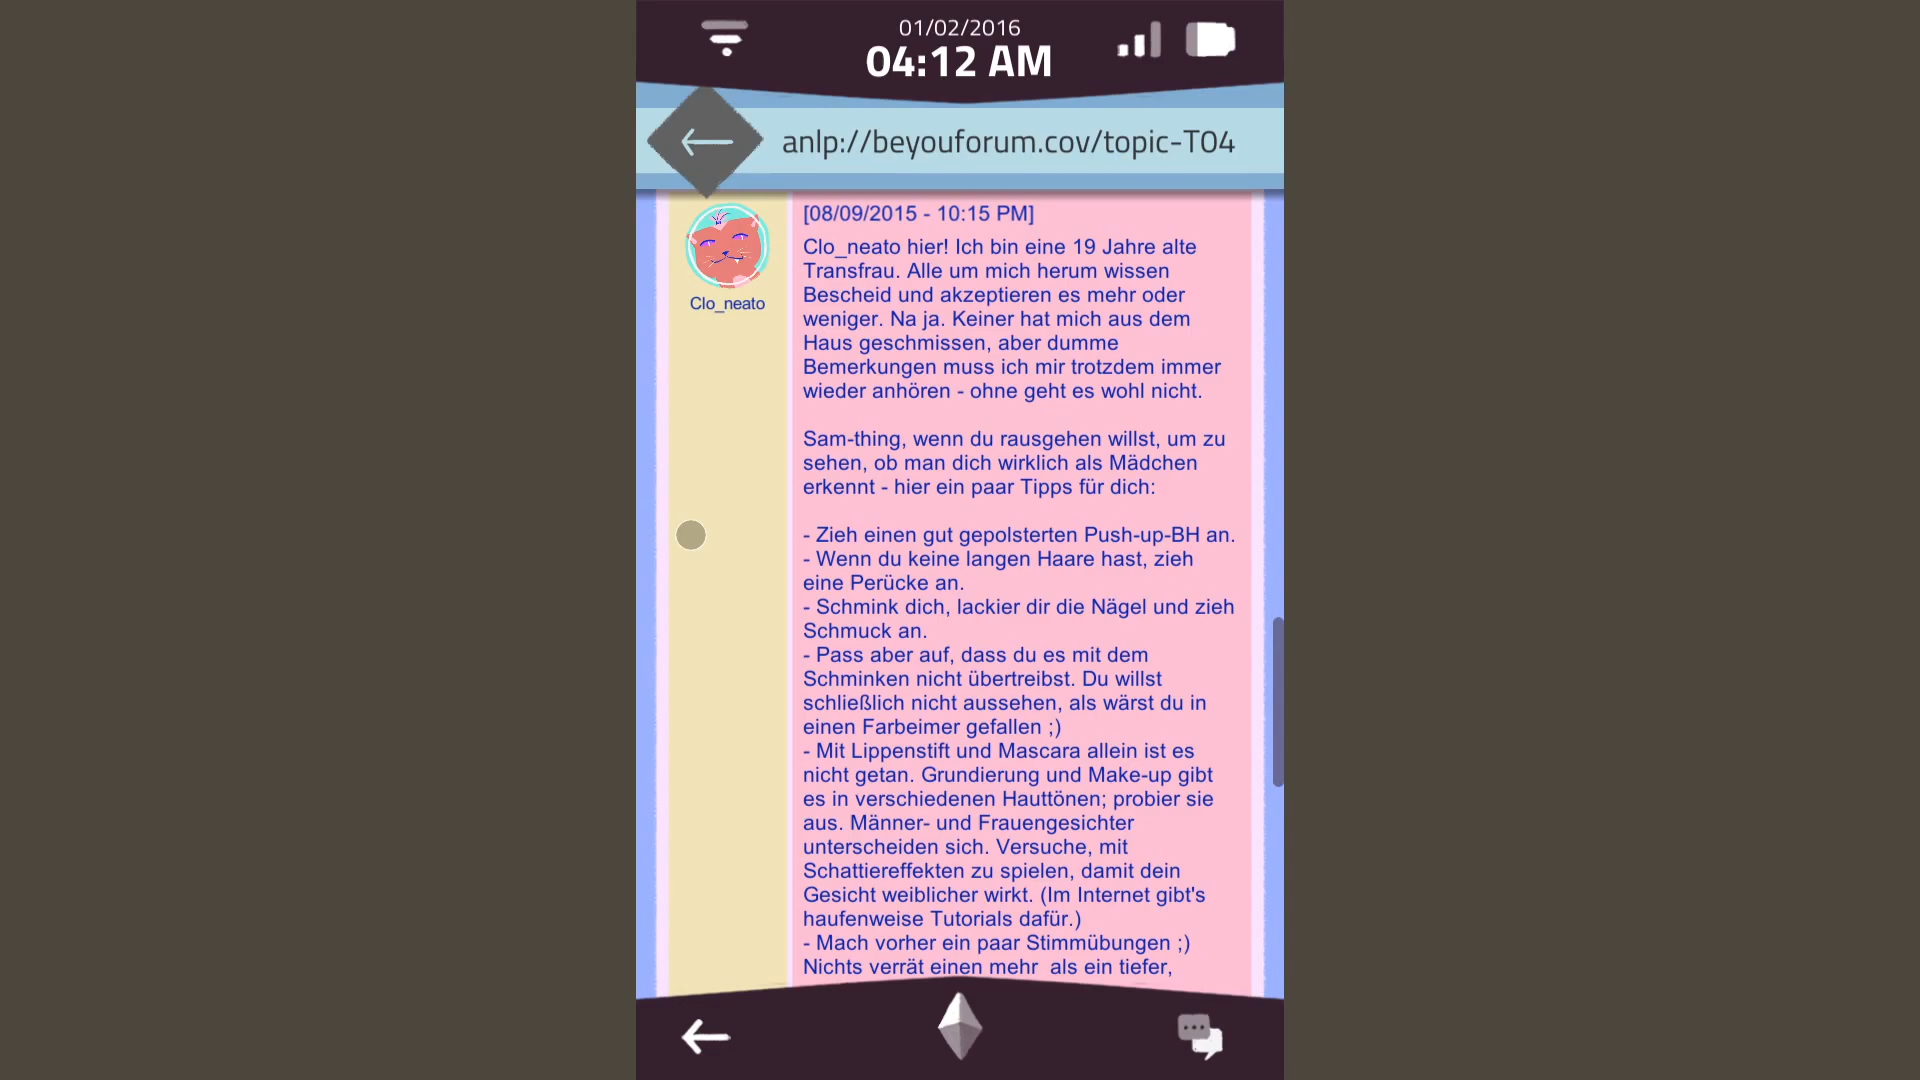 01/02/2016
04:12 AM
anlp://beyouforum.cov/topic-T04
[08/09/2015 - 10:15 PM]
Clo_neato
Clo_neato hier! Ich bin eine 19 Jahre alte
Transfrau. Alle um mich herum wissen
Bescheid und akzeptieren es mehr oder
weniger. Na ja. Keiner hat mich aus dem
Haus geschmissen, aber dumme
Bemerkungen muss ich mir trotzdem immer
wieder anhören - ohne geht es wohl nicht.
Sam-thing, wenn du rausgehen willst, um zu
sehen, ob man dich wirklich als Mädchen
erkennt - hier ein paar Tipps für dich:
- Zieh einen gut gepolsterten Push-up-BH an.
- Wenn du keine langen Haare hast, zieh
eine Perücke an.
- Schmink dich, lackier dir die Nägel und zieh
Schmuck an.
- Pass aber auf, dass du es mit dem
Schminken nicht übertreibst. Du willst
schließlich nicht aussehen, als wärst du in
einen Farbeimer gefallen ;)
- Mit Lippenstift und Mascara allein ist es
nicht getan. Grundierung und Make-up gibt
es in verschiedenen Hauttönen; probier sie
aus. Männer- und Frauengesichter
unterscheiden sich. Versuche, mit
Schattiereffekten zu spielen, damit dein
Gesicht weiblicher wirkt. (Im Internet gibt's
haufenweise Tutorials dafür.)
- Mach vorher ein paar Stimmübungen ;)
Nichts verrät einen mehr  als ein tiefer,